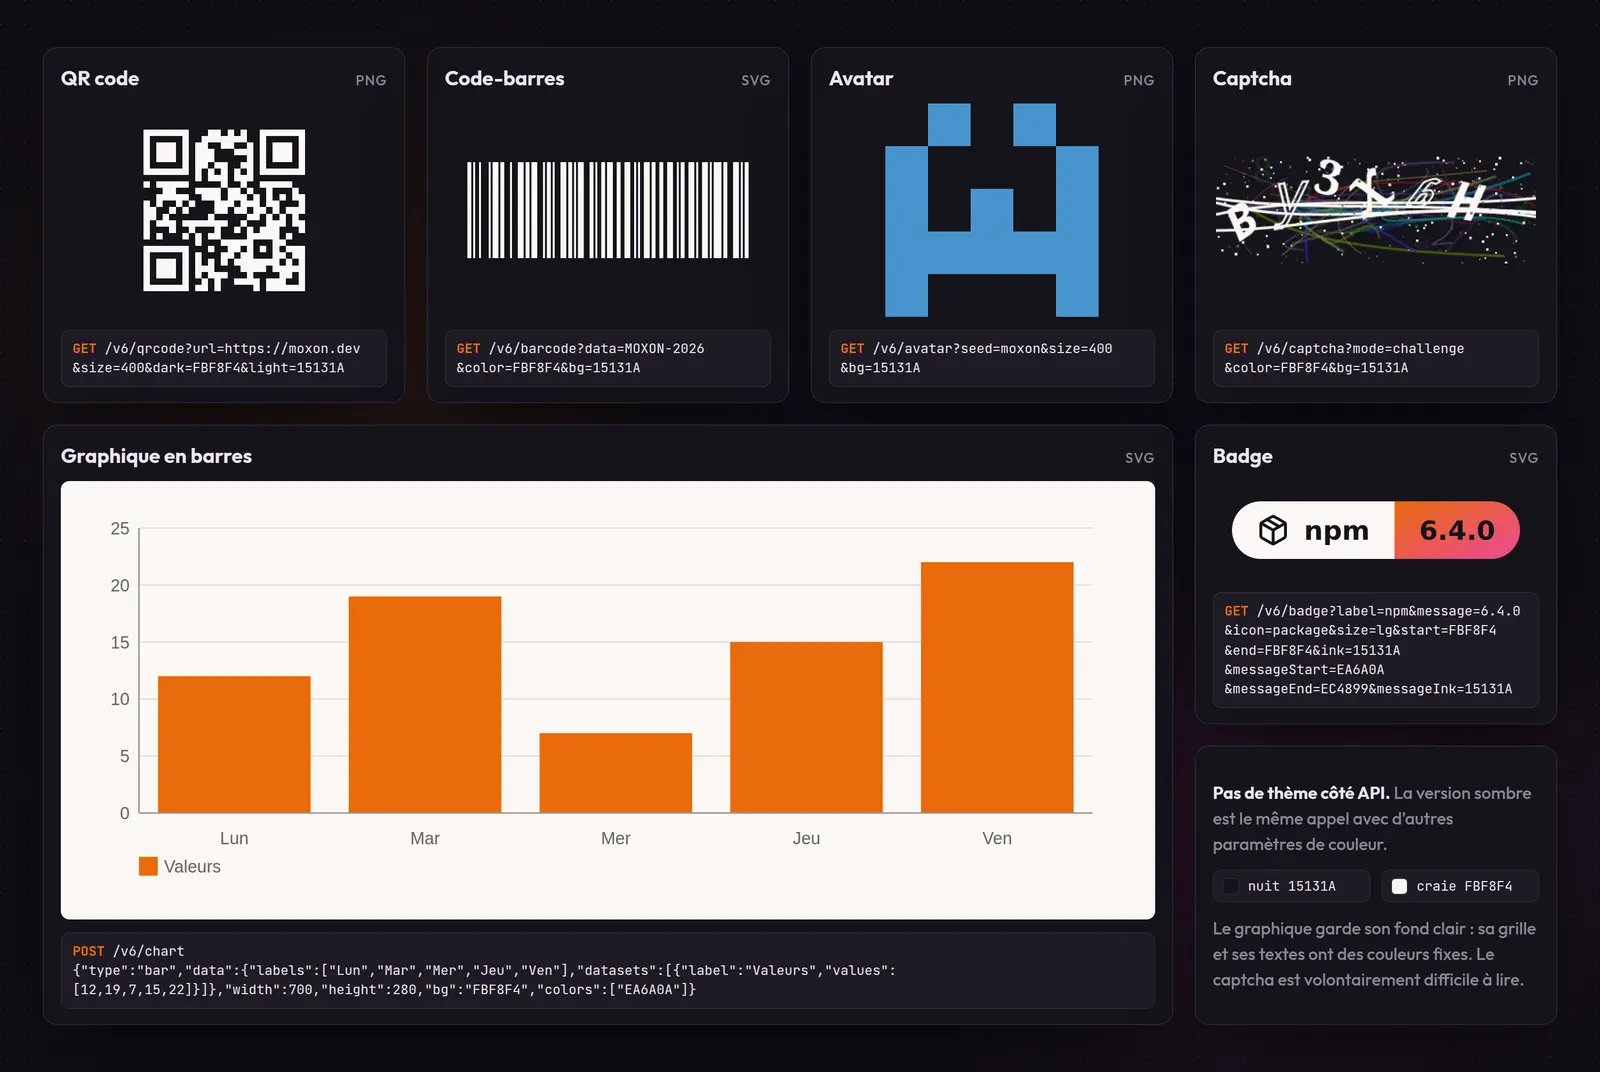 QR code
PNG
GET /v6/qrcode?url=https://moxon.dev
&size=400&dark=FBF8F4&light=15131A
Code-barres
SVG
GET /v6/barcode?data=MOXON-2026
&color=FBF8F4&bg=15131A
Avatar
PNG
GET /v6/avatar?seed=moxon&size=400
&bg=15131A
Captcha
PNG
B
V
3
X
6
H
GET /v6/captcha?mode=challenge
&color=FBF8F4&bg=15131A
Graphique en barres
SVG
25
20
15
10
5
0
Lun
Mar
Mer
Jeu
Ven
Valeurs
POST /v6/chart
{"type":"bar","data":{"labels":["Lun","Mar","Mer","Jeu","Ven"],"datasets":[{"label":"Valeurs","values":
[12,19,7,15,22]}]},"width":700,"height":280,"bg":"FBF8F4","colors":["EA6A0A"]}
Badge
SVG
npm
6.4.0
GET /v6/badge?label=npm&message=6.4.0
&icon=package&size=lg&start=FBF8F4
&end=FBF8F4&ink=15131A
&messageStart=EA6A0A
&messageEnd=EC4899&messageInk=15131A
Pas de thème côté API. La version sombre
est le même appel avec d'autres
paramètres de couleur.
nuit 15131A
craie FBF8F4
Le graphique garde son fond clair : sa grille
et ses textes ont des couleurs fixes. Le
captcha est volontairement difficile à lire.